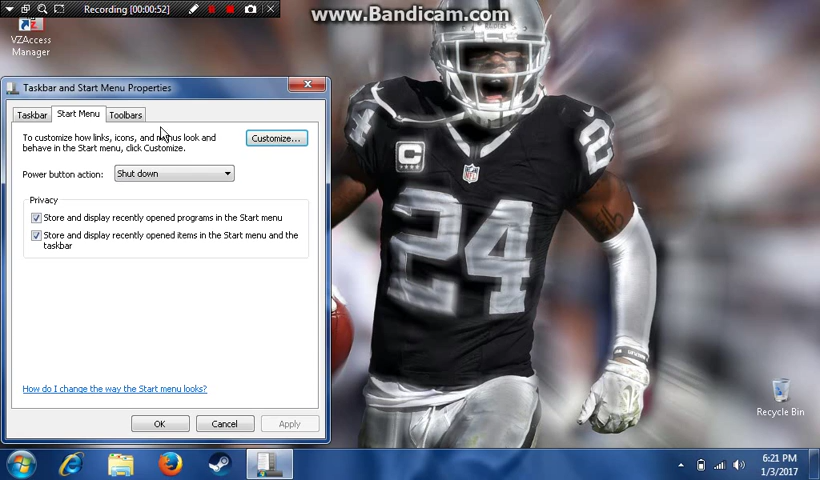 Recording [00:00:52]
www.Bandicam.com
VZAccess
Manager
Taskbar and Start Menu Properties
Taskbar
Start Menu
Toolbars
To customize how links, icons, and menus look and
behave in the Start menu, click Customize.
Customize...
Power button action:
Shut down
Privacy
Store and display recently opened programs in the Start menu
Store and display recently opened items in the Start menu and the
taskbar
How do I change the way the Start menu looks?
OK
Cancel
Apply
C
24
24
24
NFL
Recycle Bin
6:21 PM
1/3/2017